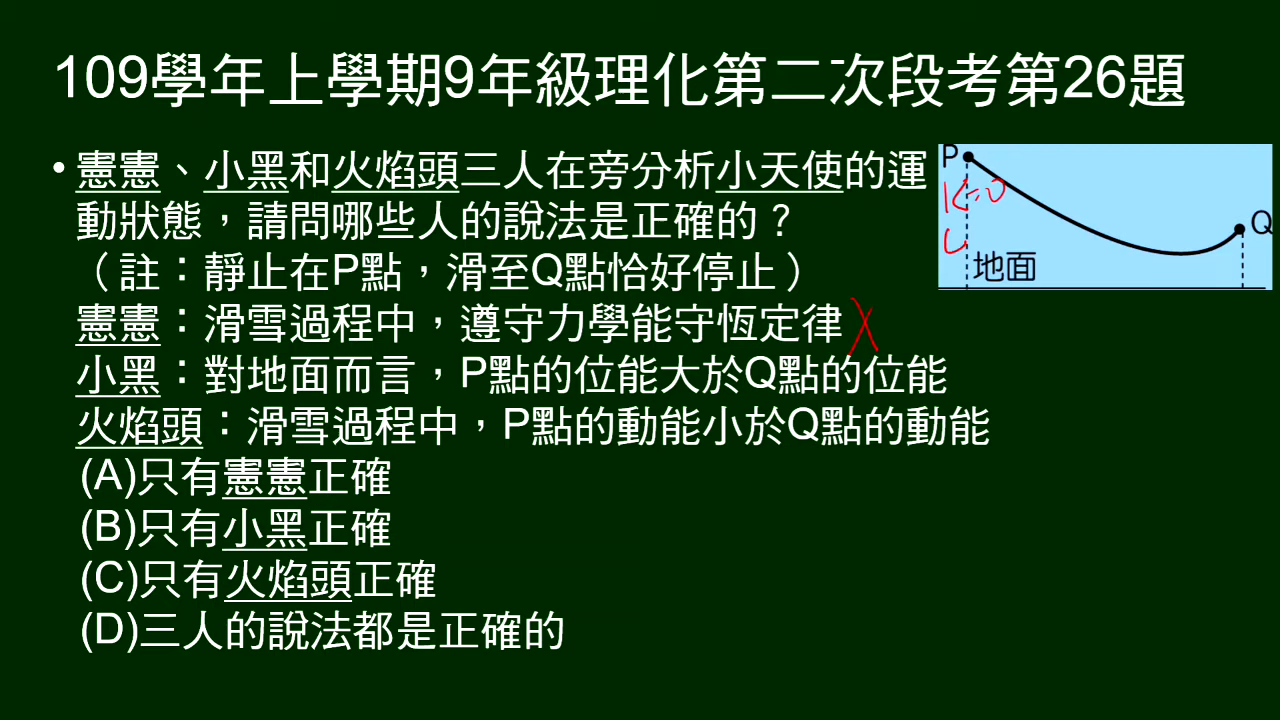 109學年上學期9年級理化第二次段考第26題
•憲憲、小黑和火焰頭三人在旁分析小天使的運
動狀態，請問哪些人的說法是正確的？
（註：靜止在P點，滑至Q點恰好停止）
憲憲：滑雪過程中，遵守力學能守恆定律
小黑：對地面而言，P點的位能大於Q點的位能
火焰頭：滑雪過程中，P點的動能小於Q點的動能
(A)只有憲憲正確
(B)只有小黑正確
(C)只有火焰頭正確
(D)三人的說法都是正確的
P
K=0
U
地面
Q